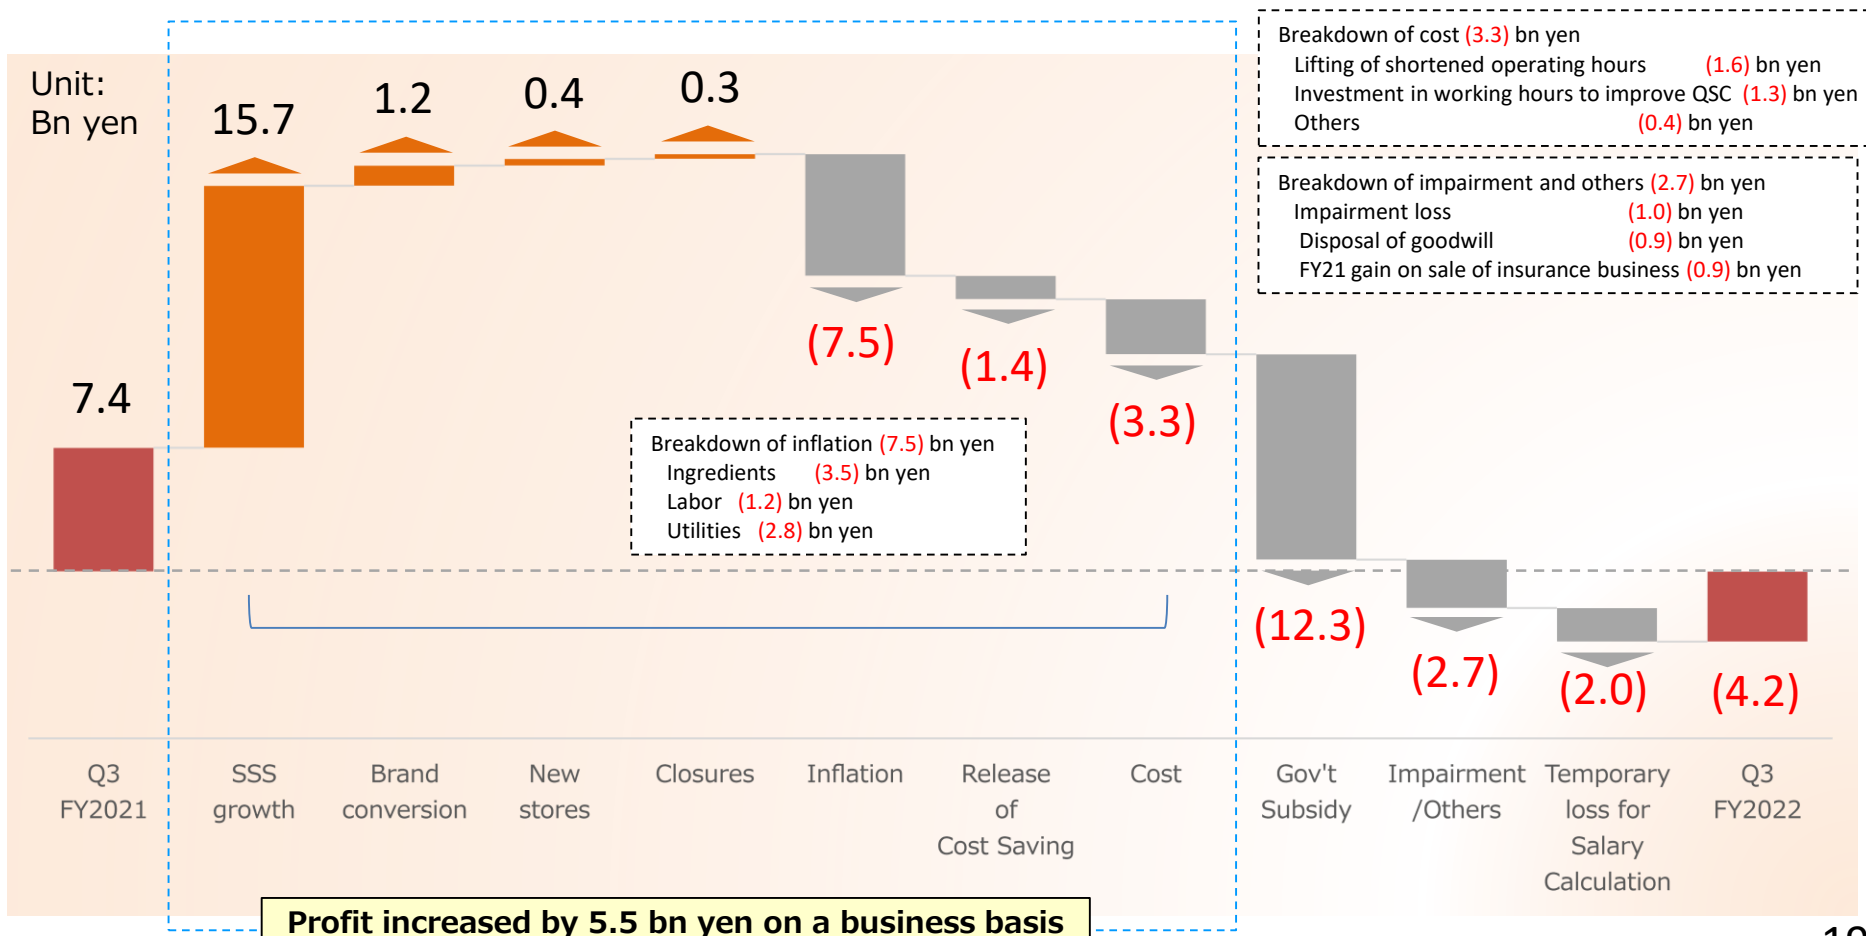 Unit:
Bn yen
7.4
15.7
1.2
0.4
0.3
(7.5)
(1.4)
(3.3)
(12.3)
(2.7)
(2.0)
(4.2)
Breakdown of cost (3.3) bn yen
Lifting of shortened operating hours (1.6) bn yen
Investment in working hours to improve QSC (1.3) bn yen
Others (0.4) bn yen
Breakdown of impairment and others (2.7) bn yen
Impairment loss (1.0) bn yen
Disposal of goodwill (0.9) bn yen
FY21 gain on sale of insurance business (0.9) bn yen
Breakdown of inflation (7.5) bn yen
Ingredients (3.5) bn yen
Labor (1.2) bn yen
Utilities (2.8) bn yen
Q3
FY2021
SSS
growth
Brand
conversion
New
stores
Closures
Inflation
Release
of
Cost Saving
Cost
Gov't
Subsidy
Impairment
/Others
Temporary
loss for
Salary
Calculation
Q3
FY2022
Profit increased by 5.5 bn yen on a business basis